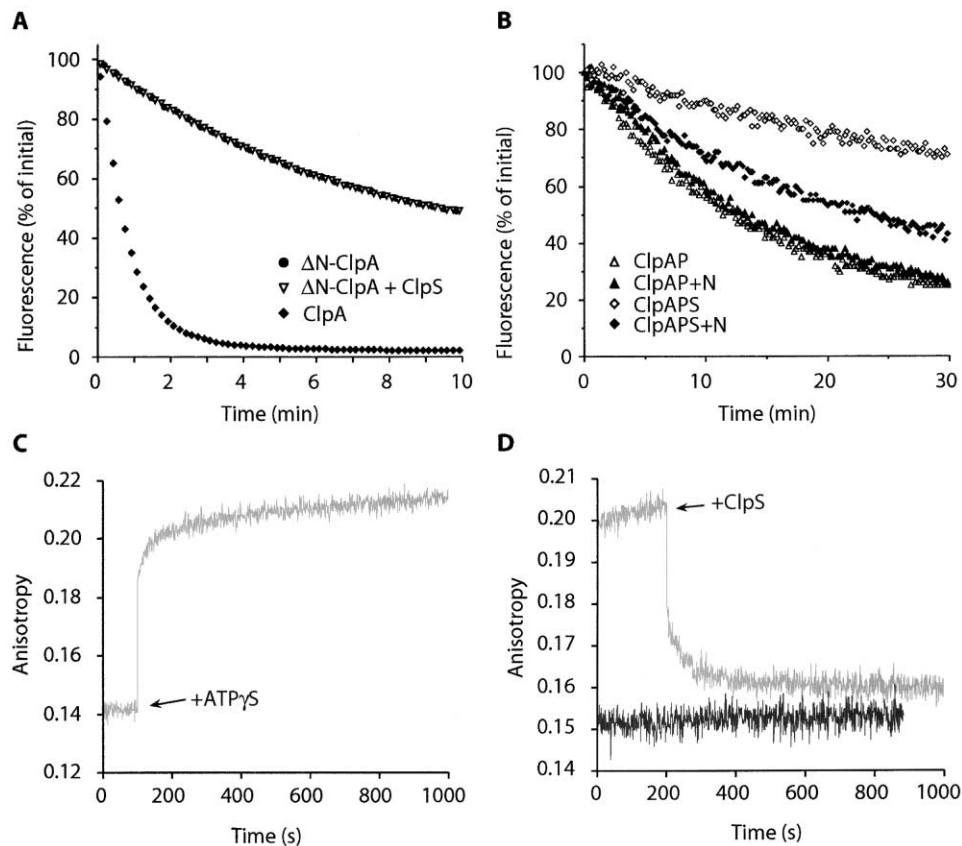 A
Fluorescence (% of initial)
100
80
60
40
20
0
0 2 4 6 8 10
Time (min)
ΔN-ClpA
ΔN-ClpA + ClpS
ClpA
B
Fluorescence (% of initial)
100
80
60
40
20
0
0 10 20 30
Time (min)
ClpAP
ClpAP+N
ClpAPS
ClpAPS+N
C
Anisotropy
0.22
0.20
0.18
0.16
0.14
0.12
0 200 400 600 800 1000
Time (s)
+ATPγS
D
Anisotropy
0.21
0.20
0.19
0.18
0.17
0.16
0.15
0.14
0 200 400 600 800 1000
Time (s)
+ClpS